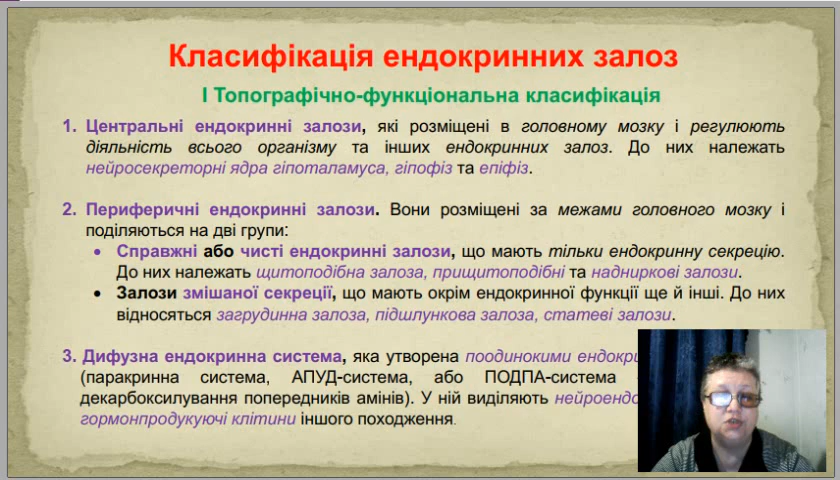 Класифікація ендокринних залоз
І Топографічно-функціональна класифікація
1. Центральні ендокринні залози, які розміщені в головному мозку і регулюють
діяльність всього організму та інших ендокринних залоз. До них належать
нейросекреторні ядра гіпоталамуса, гіпофіз та епіфіз.
2. Периферичні ендокринні залози. Вони розміщені за межами головного мозку і
поділяються на дві групи:
• Справжні або чисті ендокринні залози, що мають тільки ендокринну секрецію.
До них належать щитоподібна залоза, прищитоподібні та надниркові залози.
• Залози змішаної секреції, що мають окрім ендокринної функції ще й інші. До них
відносяться загрудинна залоза, підшлункова залоза, статеві залози.
3. Дифузна ендокринна система, яка утворена поодинокими
(паракринна система, АПУД-система, або ПОДПА-система
декарбоксилування попередників амінів). У ній виділяють
гормонпродукуючі клітини іншого походження.